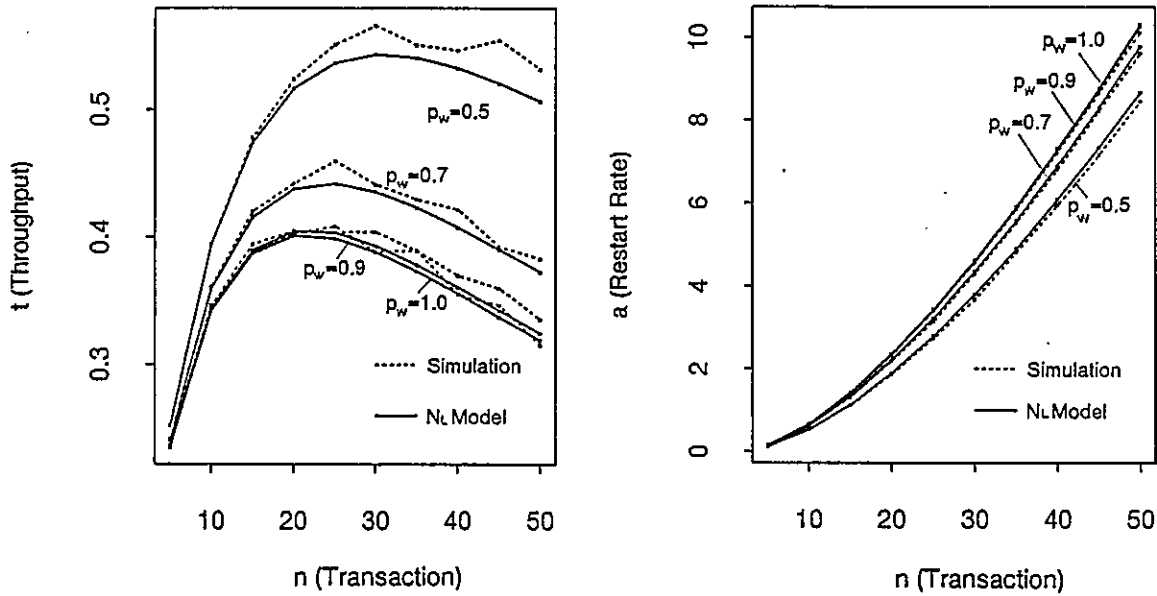 t (Throughput)
0.5
0.4
0.3
p_w=0.5
p_w=0.7
p_w=0.9
p_w=1.0
Simulation
N_L Model
10 20 30 40 50
n (Transaction)
a (Restart Rate)
10
8
6
4
2
0
p_w=1.0
p_w=0.9
p_w=0.7
p_w=0.5
Simulation
N_L Model
10 20 30 40 50
n (Transaction)